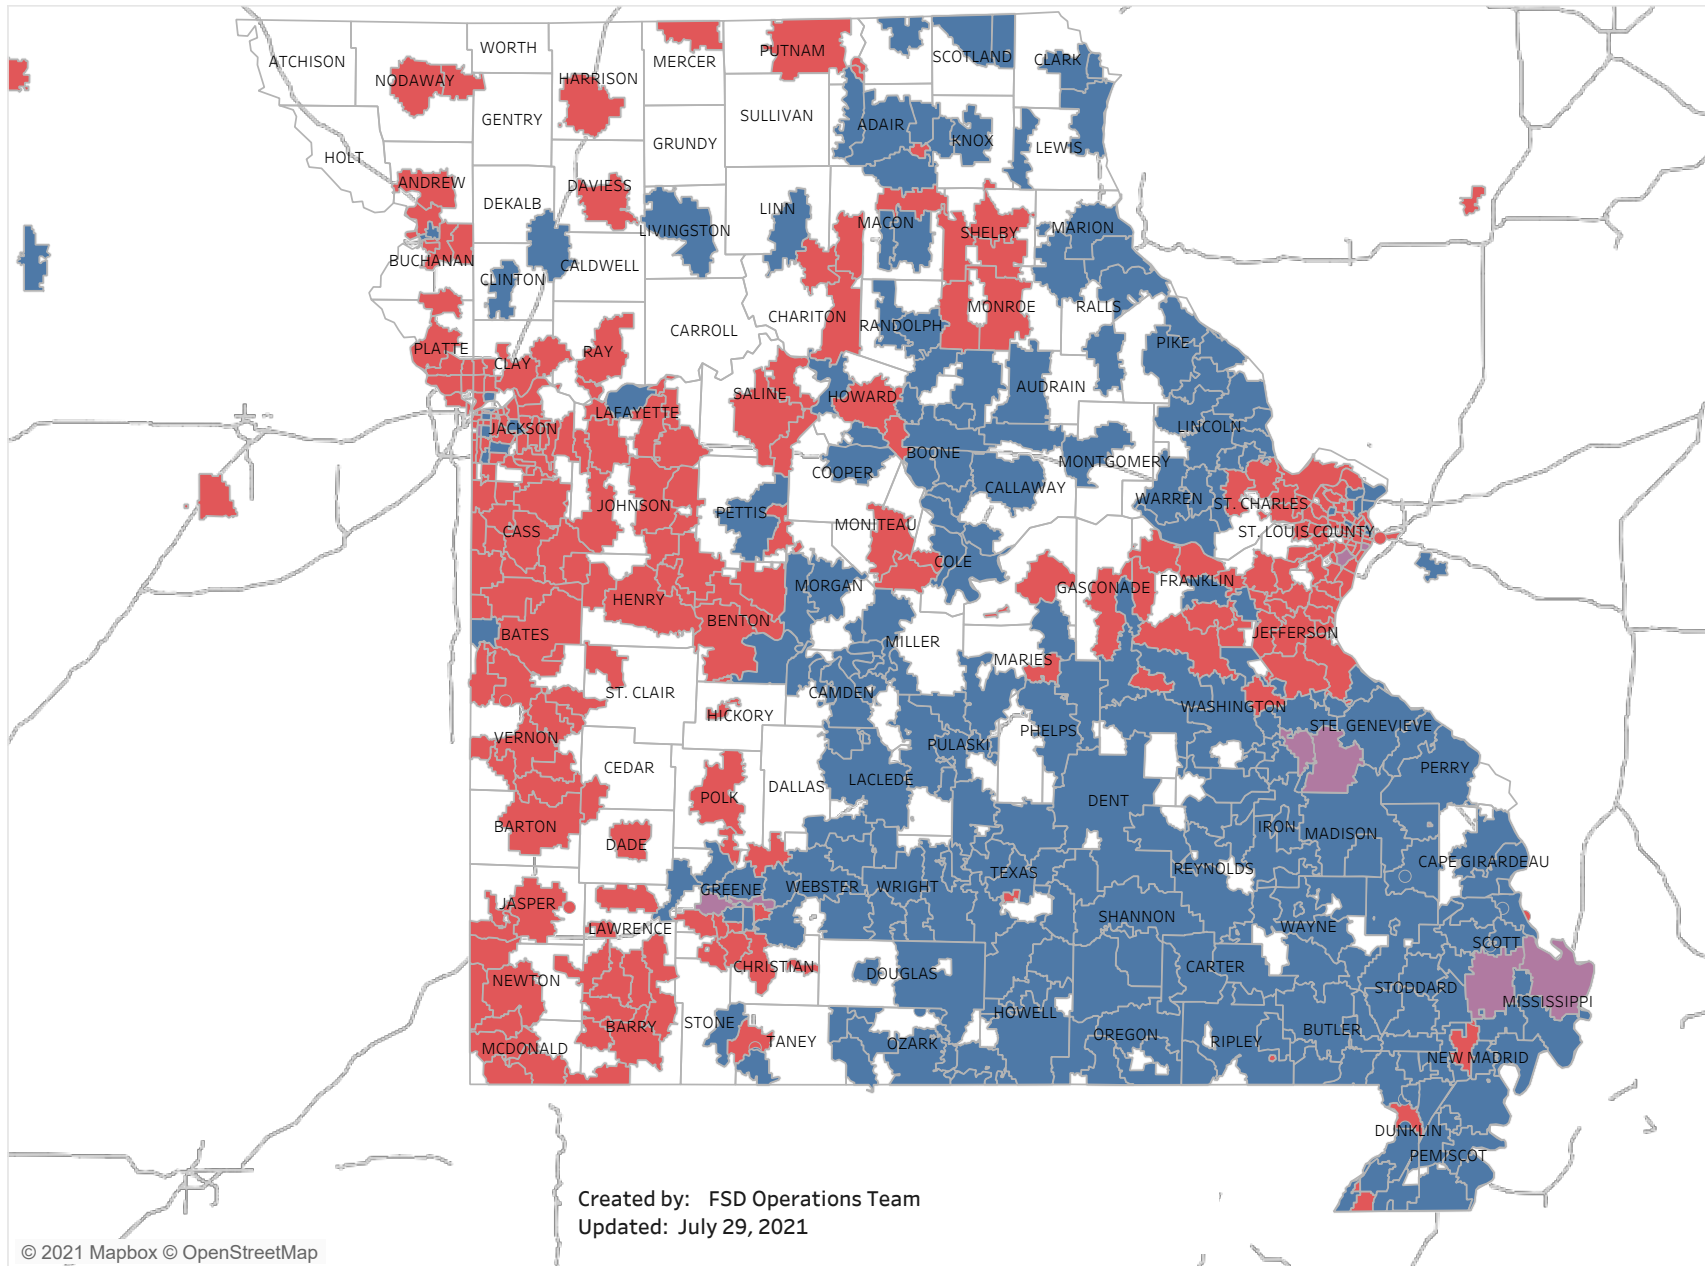 ATCHISON
WORTH
NODAWAY
HARRISON
MERCER
PUTNAM
SCOTLAND
CLARK
GENTRY
SULLIVAN
ADAIR
KNOX
LEWIS
HOLT
GRUNDY
ANDREW
DEKALB
DAVIESS
LIVINGSTON
LINN
MACON
SHELBY
MARION
BUCHANAN
CLINTON
CALDWELL
CHARITON
RANDOLPH
MONROE
RALLS
PLATTE
CLAY
RAY
CARROLL
PIKE
AUDRAIN
SALINE
HOWARD
LAFAYETTE
JACKSON
LINCOLN
COOPER
BOONE
MONTGOMERY
CALLAWAY
WARREN
ST. CHARLES
JOHNSON
PETTIS
CASS
MONITEAU
ST. LOUIS COUNTY
COLE
MORGAN
GASCONADE
FRANKLIN
HENRY
BENTON
BATES
MILLER
JEFFERSON
MARIES
ST. CLAIR
CAMDEN
HICKORY
WASHINGTON
STE. GENEVIEVE
VERNON
PULASKI
PHELPS
CEDAR
DALLAS
LACLEDE
PERRY
POLK
DENT
BARTON
DADE
IRON
MADISON
CAPE GIRARDEAU
GREENE
WEBSTER
WRIGHT
TEXAS
REYNOLDS
JASPER
LAWRENCE
SHANNON
WAYNE
SCOTT
CHRISTIAN
DOUGLAS
CARTER
NEWTON
STODDARD
MISSISSIPPI
BARRY
STONE
TANEY
OZARK
HOWELL
OREGON
RIPLEY
BUTLER
MCDONALD
NEW MADRID
DUNKLIN
PEMISCOT
Created by: FSD Operations Team
Updated: July 29, 2021
© 2021 Mapbox © OpenStreetMap